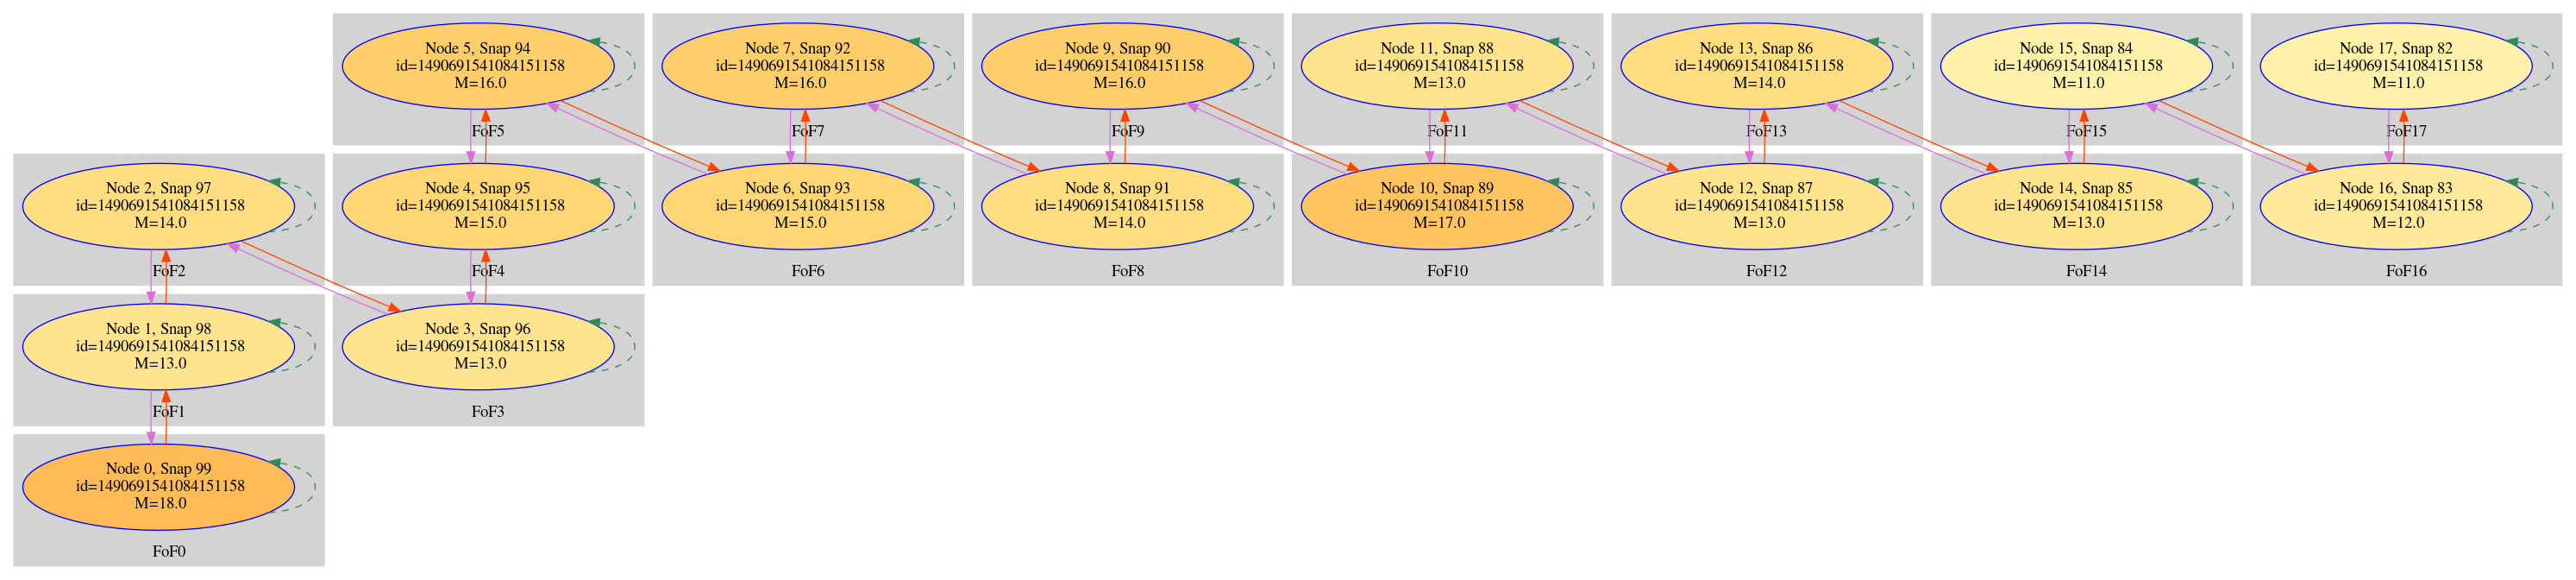 Node 5, Snap 94
id=1490691541084151158
M=16.0
FoF5
Node 7, Snap 92
id=1490691541084151158
M=16.0
FoF7
Node 9, Snap 90
id=1490691541084151158
M=16.0
FoF9
Node 11, Snap 88
id=1490691541084151158
M=13.0
FoF11
Node 13, Snap 86
id=1490691541084151158
M=14.0
FoF13
Node 15, Snap 84
id=1490691541084151158
M=11.0
FoF15
Node 17, Snap 82
id=1490691541084151158
M=11.0
FoF17
Node 2, Snap 97
id=1490691541084151158
M=14.0
FoF2
Node 4, Snap 95
id=1490691541084151158
M=15.0
FoF4
Node 6, Snap 93
id=1490691541084151158
M=15.0
FoF6
Node 8, Snap 91
id=1490691541084151158
M=14.0
FoF8
Node 10, Snap 89
id=1490691541084151158
M=17.0
FoF10
Node 12, Snap 87
id=1490691541084151158
M=13.0
FoF12
Node 14, Snap 85
id=1490691541084151158
M=13.0
FoF14
Node 16, Snap 83
id=1490691541084151158
M=12.0
FoF16
Node 1, Snap 98
id=1490691541084151158
M=13.0
FoF1
Node 3, Snap 96
id=1490691541084151158
M=13.0
FoF3
Node 0, Snap 99
id=1490691541084151158
M=18.0
FoF0